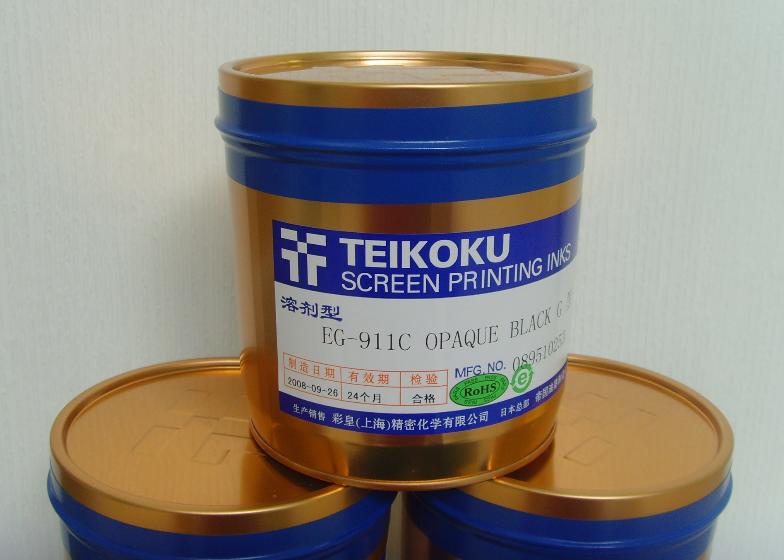 TEIKOKU
SCREEN PRINTING INKS
溶剂型
EG-911C OPAQUE BLACK G
制造日期 有效期 检验
2008-09-26 24个月 合格
MFG. NO.
RoHS
e
生产销售 彩皇(上海)精密化学有限公司 日本总部